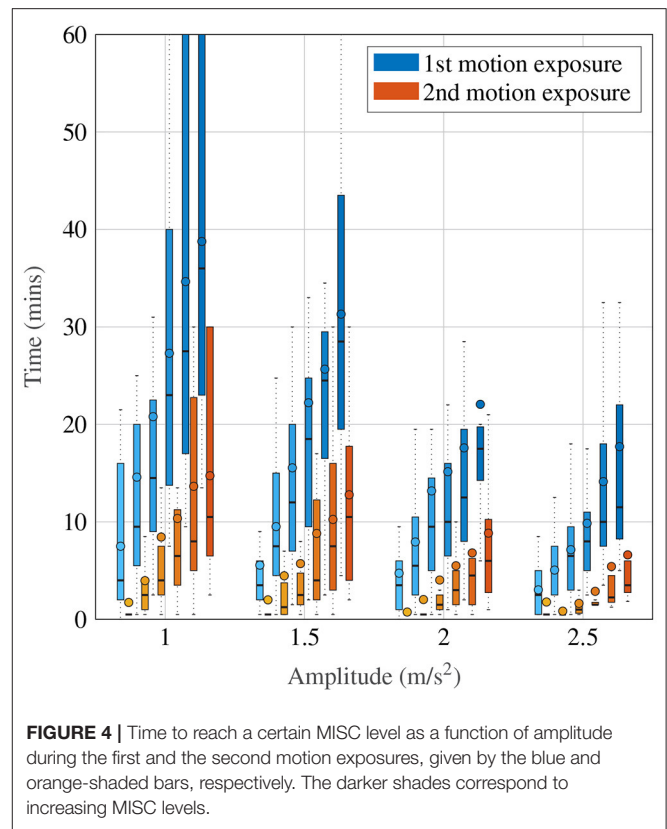 60
50
40
30
20
10
0
Time (mins)
1st motion exposure
2nd motion exposure
1
1.5
2
2.5
Amplitude (m/s²)
FIGURE 4 | Time to reach a certain MISC level as a function of amplitude
during the first and the second motion exposures, given by the blue and
orange-shaded bars, respectively. The darker shades correspond to
increasing MISC levels.